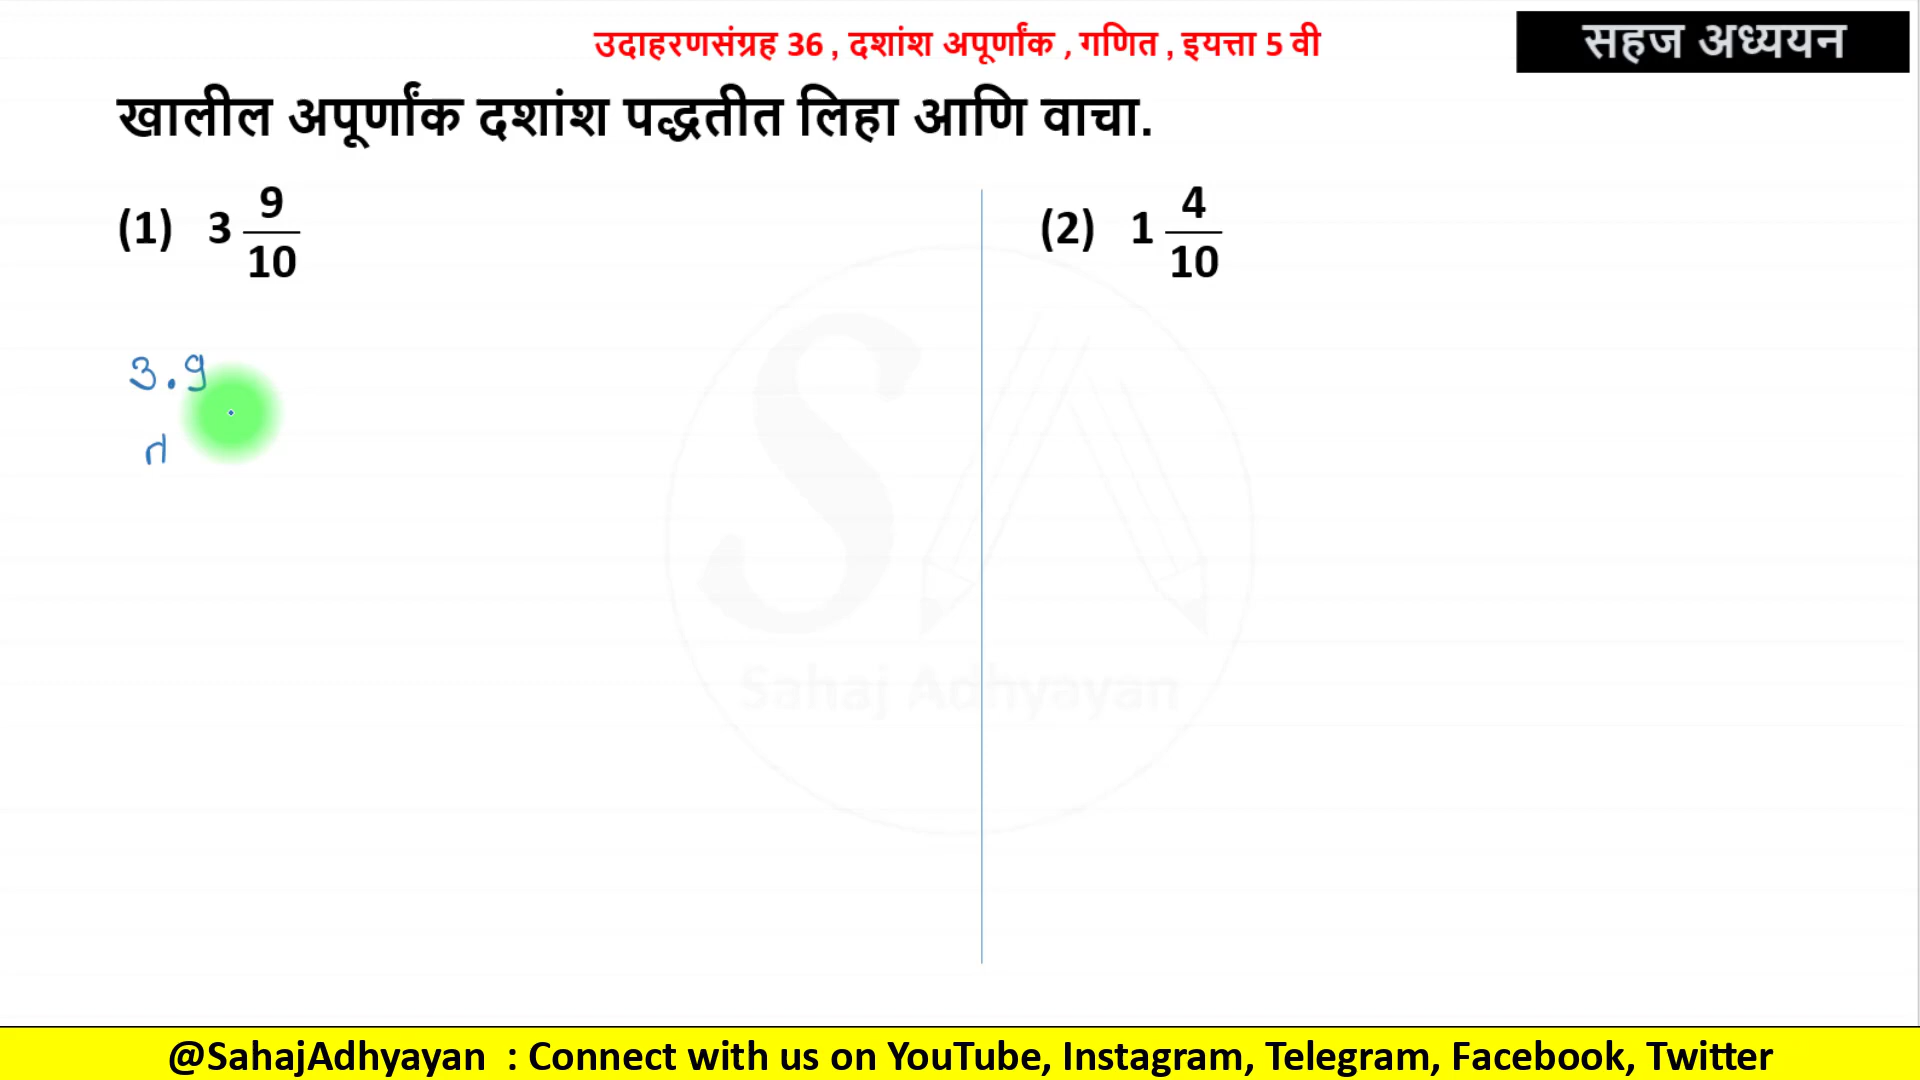 उदाहरणसंग्रह 36 , दशांश अपूर्णांक , गणित , इयत्ता 5 वी
सहज अध्ययन
खालील अपूर्णांक दशांश पद्धतीत लिहा आणि वाचा.
(1) 3 9/10
(2) 1 4/10
3.9
त
Sahaj Adhyayan
@SahajAdhyayan : Connect with us on YouTube, Instagram, Telegram, Facebook, Twitter